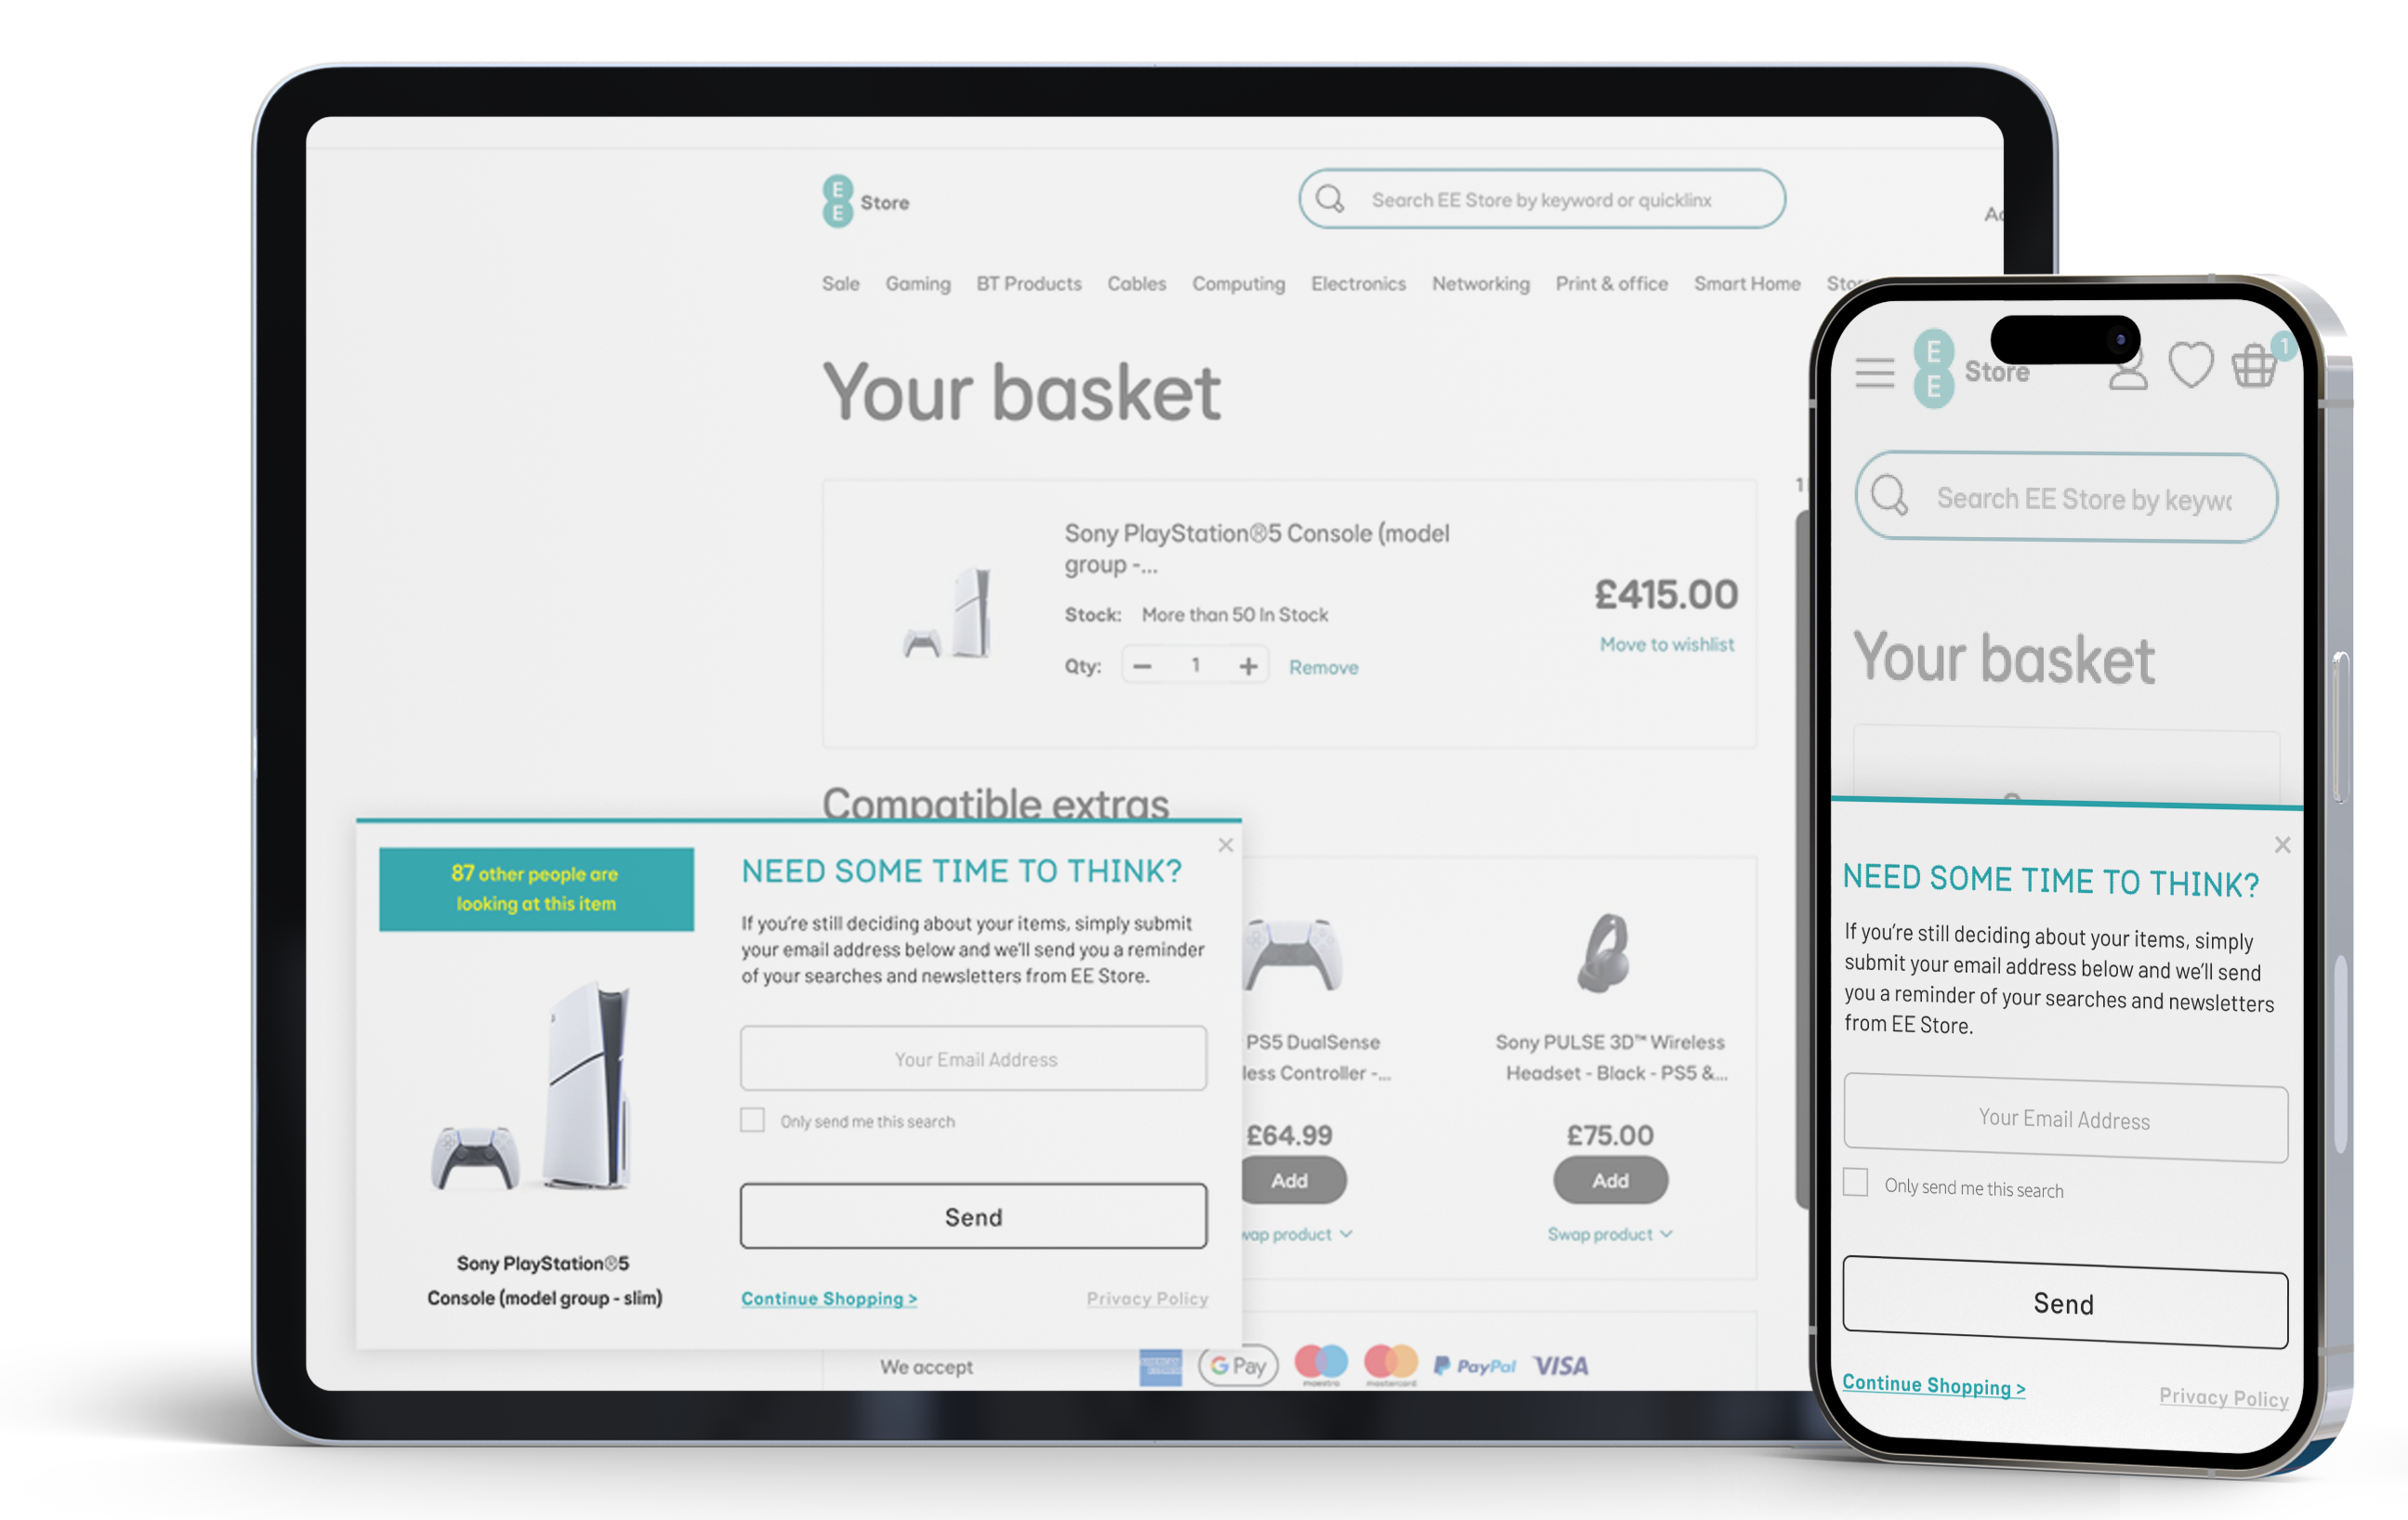 E
E
Store
Search EE Store by keyword or quicklinx
Sale Gaming BT Products Cables Computing Electronics Networking Print & office Smart Home
Your basket
Sony PlayStation®5 Console (model
group -...
Stock: More than 50 In Stock
Qty: − 1 + Remove
£415.00
Move to wishlist
Compatible extras
87 other people are
looking at this item
Sony PlayStation®5
Console (model group - slim)
NEED SOME TIME TO THINK?
If you're still deciding about your items, simply submit
your email address below and we'll send you a reminder
of your searches and newsletters from EE Store.
Your Email Address
Only send me this search
Send
Continue Shopping >
Privacy Policy
PS5 DualSense
less Controller -...
£64.99
Add
wap product
Sony PULSE 3D™ Wireless
Headset - Black - PS5 &...
£75.00
Add
Swap product
We accept
G Pay
maestro
mastercard
PayPal
VISA
E
E
Store
1
Search EE Store by keywo
Your basket
NEED SOME TIME TO THINK?
If you're still deciding about your items, simply
submit your email address below and we'll send
you a reminder of your searches and newsletters
from EE Store.
Your Email Address
Only send me this search
Send
Continue Shopping >
Privacy Policy